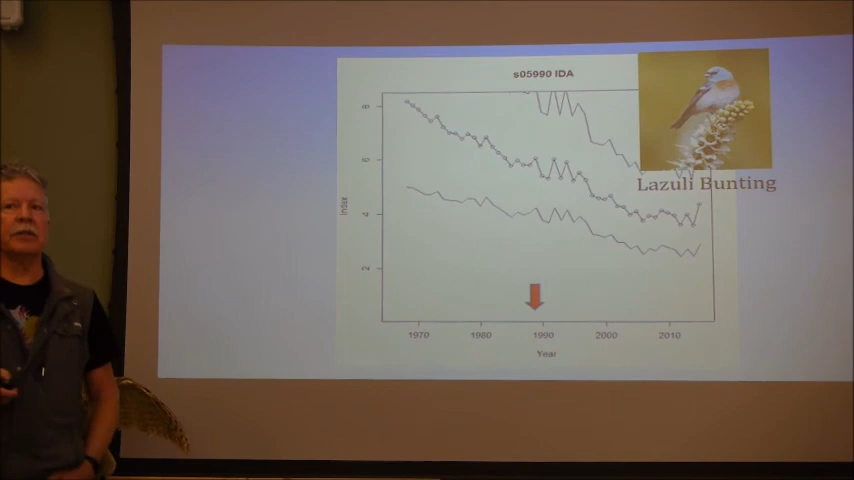 s05990 IDA
Lazuli Bunting
Index
8
6
4
2
1970 1980 1990 2000 2010
Year